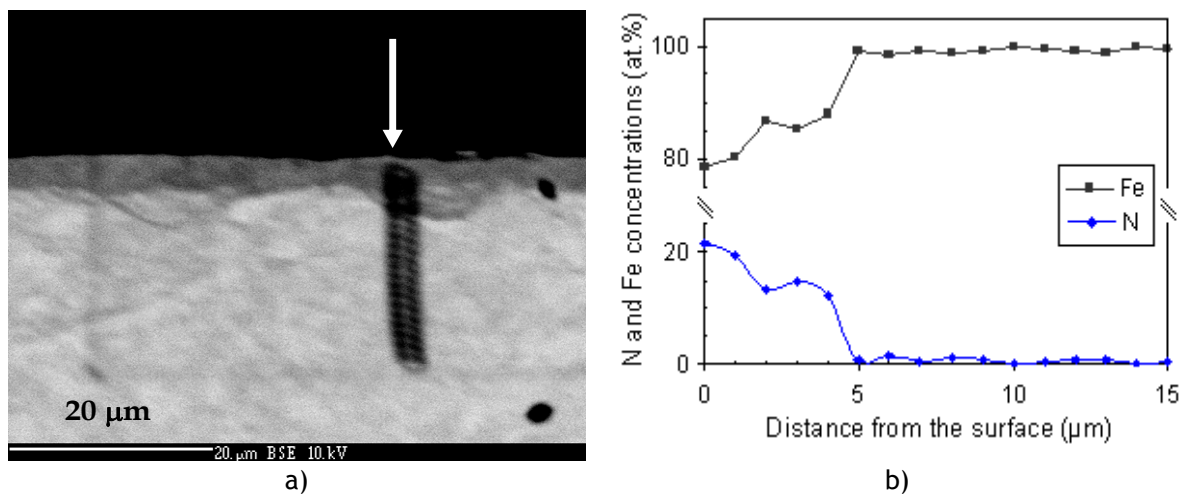 20 μm
20.μm BSE 10.kV
a)
N and Fe concentrations (at.%)
100
80
20
0
Fe
N
0 5 10 15
Distance from the surface (μm)
b)